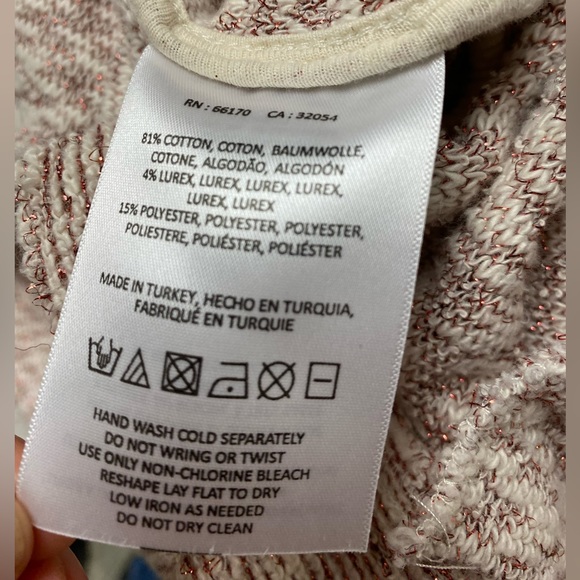 RN : 66170 CA : 32054
81% COTTON, COTON, BAUMWOLLE,
COTONE, ALGODÃO, ALGODÓN
4% LUREX, LUREX, LUREX, LUREX,
LUREX, LUREX
15% POLYESTER, POLYESTER, POLYESTER,
POLIESTERE, POLIÉSTER, POLIÉSTER
MADE IN TURKEY, HECHO EN TURQUIA,
FABRIQUÉ EN TURQUIE
HAND WASH COLD SEPARATELY
DO NOT WRING OR TWIST
USE ONLY NON-CHLORINE BLEACH
RESHAPE LAY FLAT TO DRY
LOW IRON AS NEEDED
DO NOT DRY CLEAN